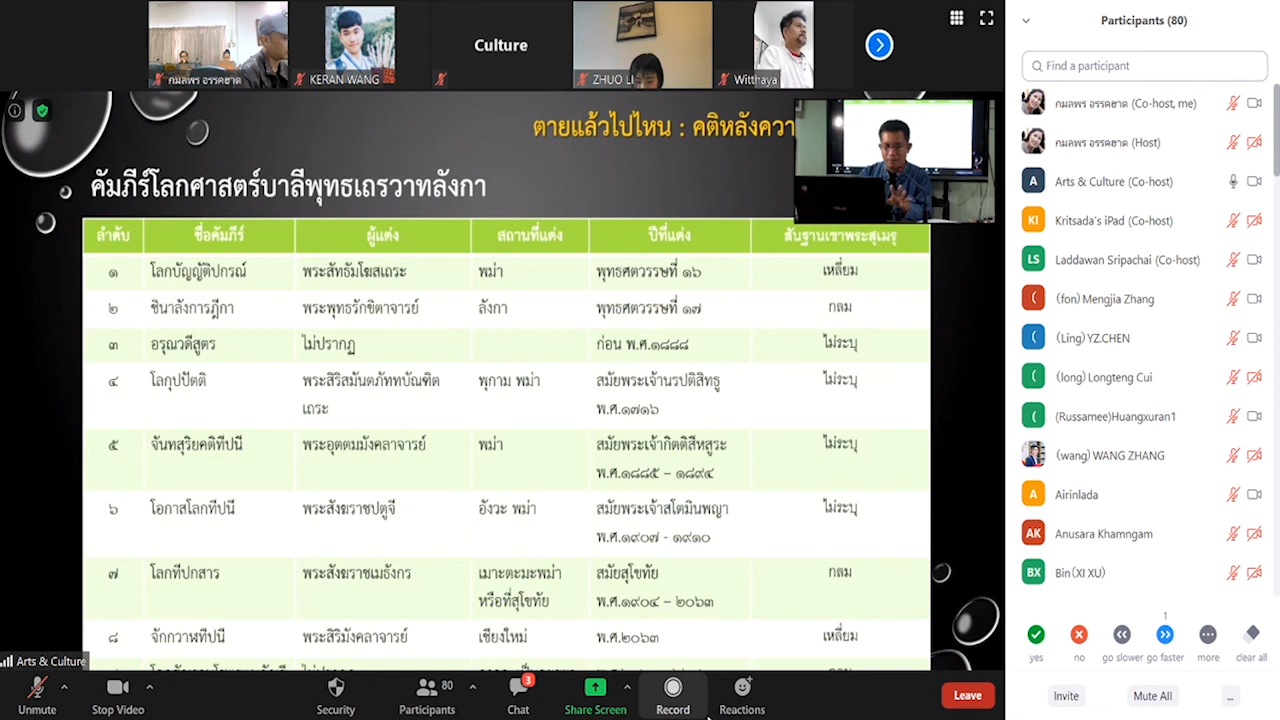 กมลพร อรรคฮาต
KERAN WANG
Culture
ZHUO LI
Witthaya
ตายแล้วไปไหน : คติหลังควา
คัมภีร์โลกศาสตร์บาลีพุทธเถรวาทลังกา
ลำดับ ชื่อคัมภีร์ ผู้แต่ง สถานที่แต่ง ปีที่แต่ง สัณฐานเขาพระสุเมรุ
๑ โลกบัญญัติปกรณ์ พระสัทธัมโฆสเถระ พม่า พุทธศตวรรษที่ ๑๖ เหลี่ยม
๒ ชินาลังการฎีกา พระพุทธรักขิตาจารย์ ลังกา พุทธศตวรรษที่ ๑๗ กลม
๓ อรุณวดีสูตร ไม่ปรากฏ ก่อน พ.ศ.๑๘๘๘ ไม่ระบุ
๔ โลกุปปัตติ พระสิริสมันตภัททบัณฑิต พุกาม พม่า สมัยพระเจ้านรปติสิทธู ไม่ระบุ
เถระ พ.ศ.๑๗๑๖
๕ จันทสุริยคติทีปนี พระอุตตมมังคลาจารย์ พม่า สมัยพระเจ้ากิตติสีหสูระ ไม่ระบุ
พ.ศ.๑๘๘๕ – ๑๘๙๔
๖ โอกาสโลกทีปนี พระสังฆราชปตูจี อังวะ พม่า สมัยพระเจ้าสโตมินพญา ไม่ระบุ
พ.ศ.๑๙๐๗ - ๑๙๑๐
๗ โลกทีปกสาร พระสังฆราชเมธังกร เมาะตะมะพม่า สมัยสุโขทัย กลม
หรือที่สุโขทัย พ.ศ.๑๙๐๔ – ๒๐๖๓
๘ จักกวาฬทีปนี พระสิริมังคลาจารย์ เชียงใหม่ พ.ศ.๒๐๖๓ เหลี่ยม
Arts & Culture
Unmute
Stop Video
Security
80
Participants
3
Chat
Share Screen
Record
Reactions
Leave
Participants (80)
Find a participant
กมลพร อรรคฮาต (Co-host, me)
กมลพร อรรคฮาต (Host)
A Arts & Culture (Co-host)
KI Kritsada's iPad (Co-host)
LS Laddawan Sripachai (Co-host)
( (fon) Mengjia Zhang
( (Ling) YZ.CHEN
( (long) Longteng Cui
( (Russamee)Huangxuran1
(wang) WANG ZHANG
A Airinlada
AK Anusara Khamngam
BX Bin(XI XU)
1
yes no go slower go faster more clear all
Invite Mute All ...